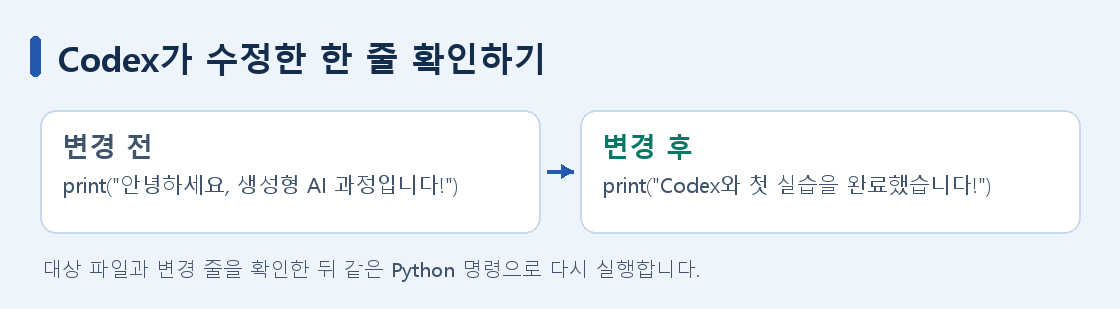 Codex가 수정한 한 줄 확인하기
변경 전
print("안녕하세요, 생성형 AI 과정입니다!")
변경 후
print("Codex와 첫 실습을 완료했습니다!")
대상 파일과 변경 줄을 확인한 뒤 같은 Python 명령으로 다시 실행합니다.